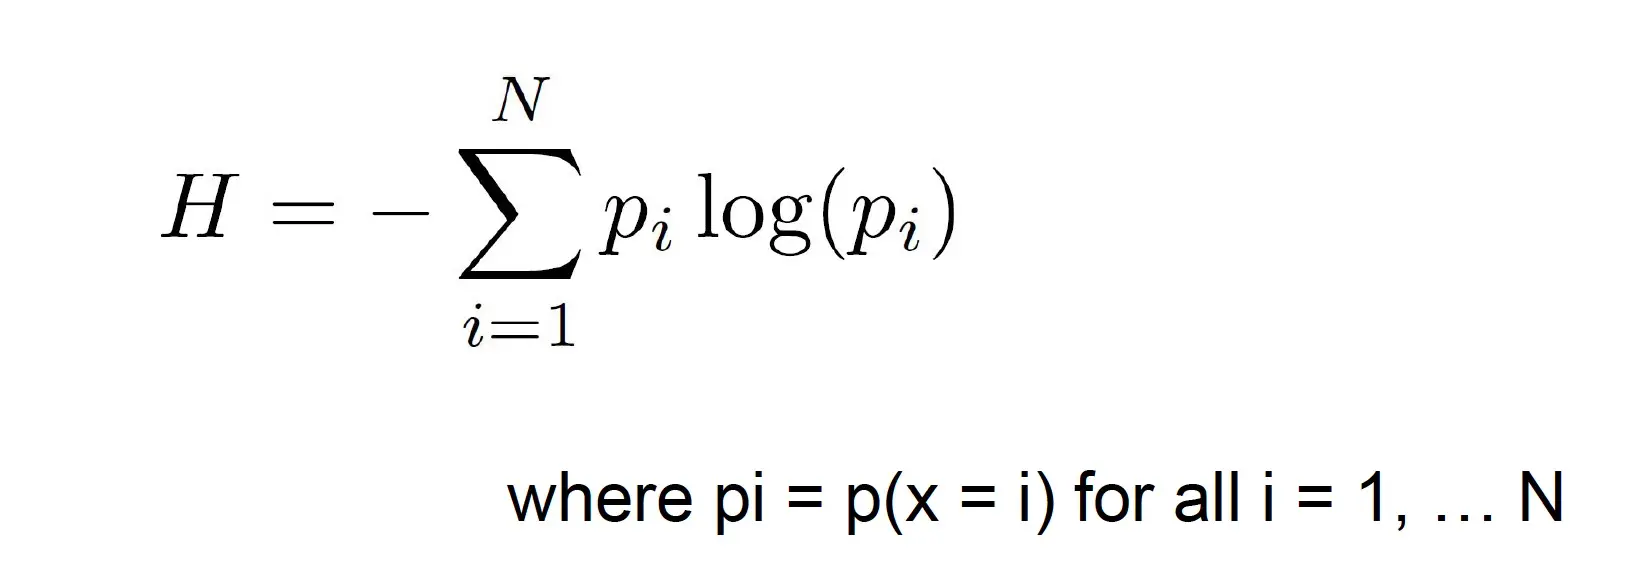 H = − ∑_{i=1}^{N} p_i log(p_i)
where pi = p(x = i) for all i = 1, … N